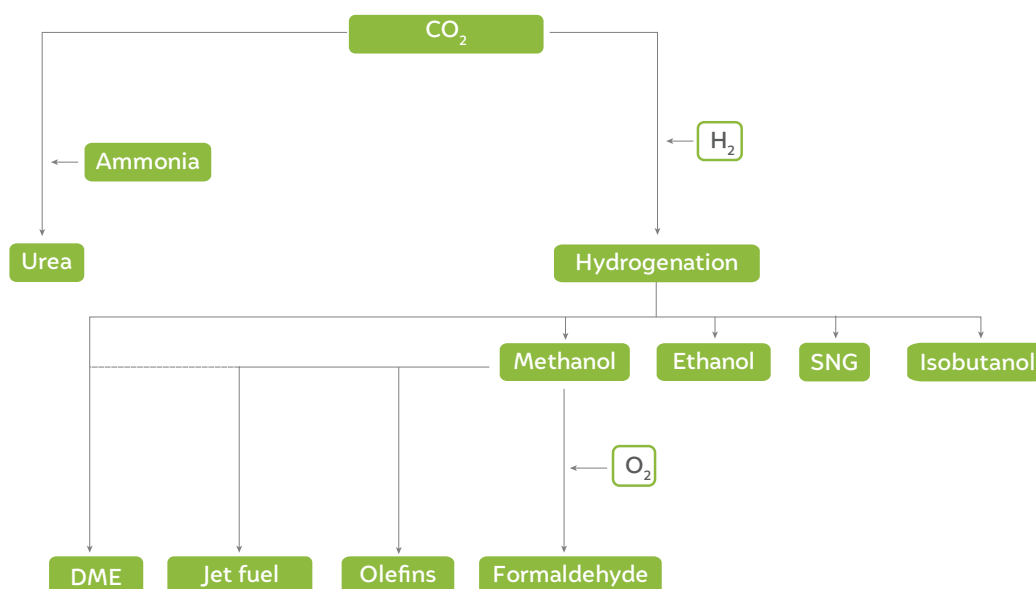 CO₂
H₂
Ammonia
Urea
Hydrogenation
Methanol
Ethanol
SNG
Isobutanol
O₂
DME
Jet fuel
Olefins
Formaldehyde